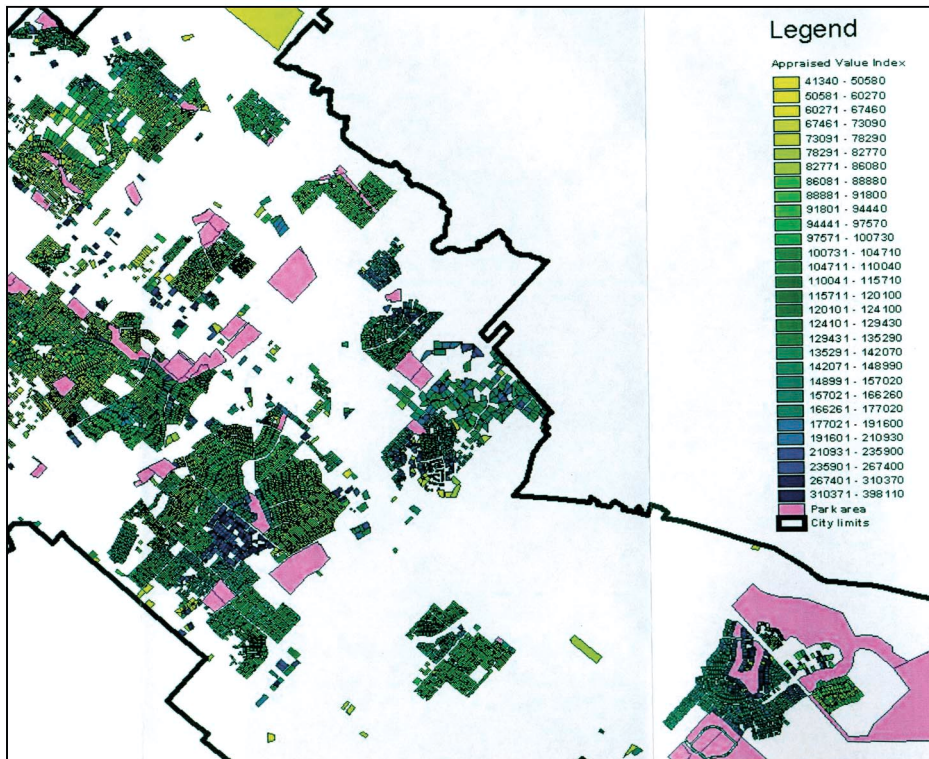 Legend
Appraised Value Index
41340 - 50580
50581 - 60270
60271 - 67460
67461 - 73090
73091 - 78290
78291 - 82770
82771 - 86080
86081 - 88880
88881 - 91800
91801 - 94440
94441 - 97570
97571 - 100730
100731 - 104710
104711 - 110040
110041 - 115710
115711 - 120100
120101 - 124100
124101 - 129430
129431 - 135290
135291 - 142070
142071 - 148990
148991 - 157020
157021 - 166260
166261 - 177020
177021 - 191600
191601 - 210930
210931 - 235900
235901 - 267400
267401 - 310370
310371 - 398110
Park area
City limits